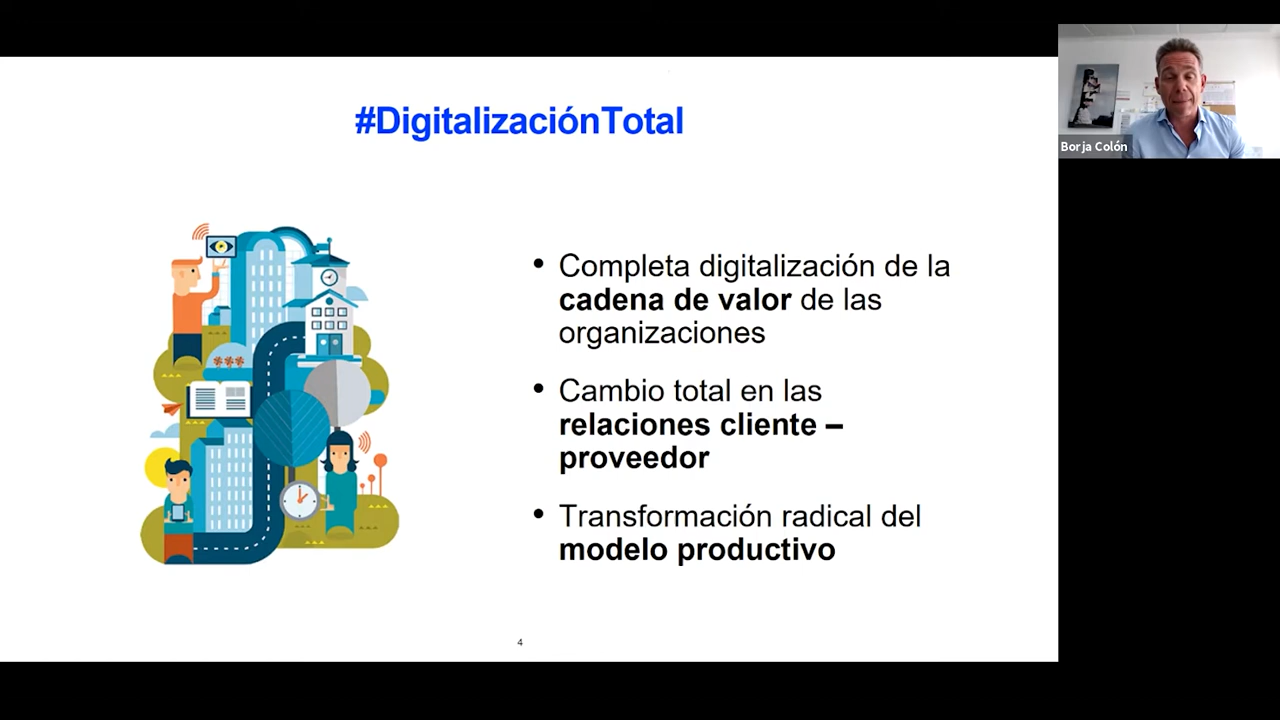 #DigitalizaciónTotal
Borja Colón
• Completa digitalización de la
cadena de valor de las
organizaciones
• Cambio total en las
relaciones cliente –
proveedor
• Transformación radical del
modelo productivo
4